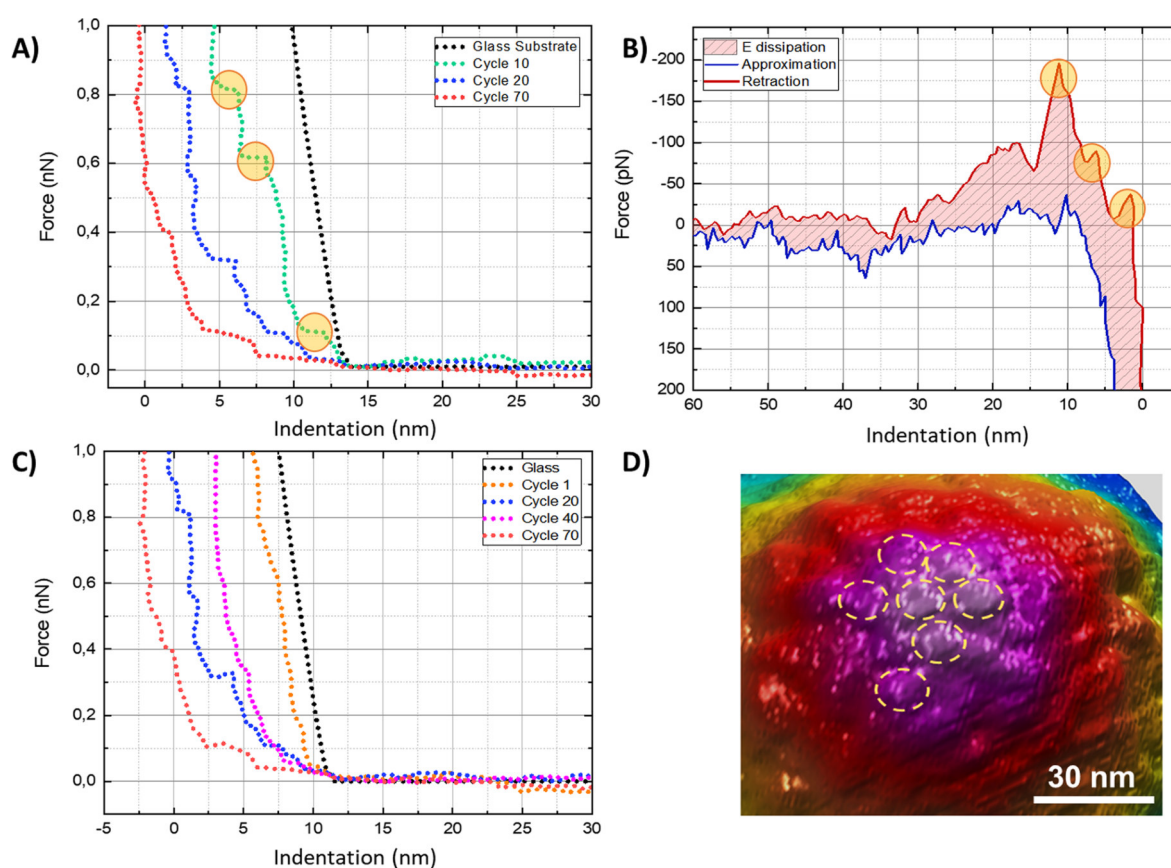 A)
1,0
0,8
0,6
0,4
0,2
0,0
Force (nN)
0 5 10 15 20 25 30
Indentation (nm)
Glass Substrate
Cycle 10
Cycle 20
Cycle 70
B)
-200
-150
-100
-50
0
50
100
150
200
Force (pN)
60 50 40 30 20 10 0
Indentation (nm)
E dissipation
Approximation
Retraction
C)
1,0
0,8
0,6
0,4
0,2
0,0
Force (nN)
-5 0 5 10 15 20 25 30
Indentation (nm)
Glass
Cycle 1
Cycle 20
Cycle 40
Cycle 70
D)
30 nm